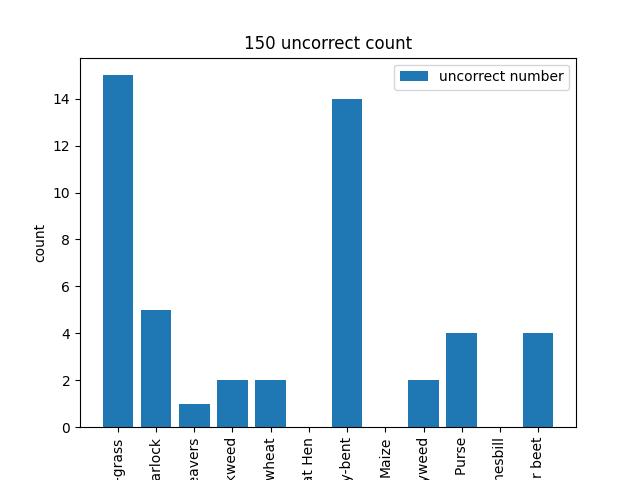 150 uncorrect count
uncorrect number
count
14
12
10
8
6
4
2
0
-grass
arlock
eavers
kweed
wheat
at Hen
y-bent
Maize
yweed
Purse
nesbill
r beet